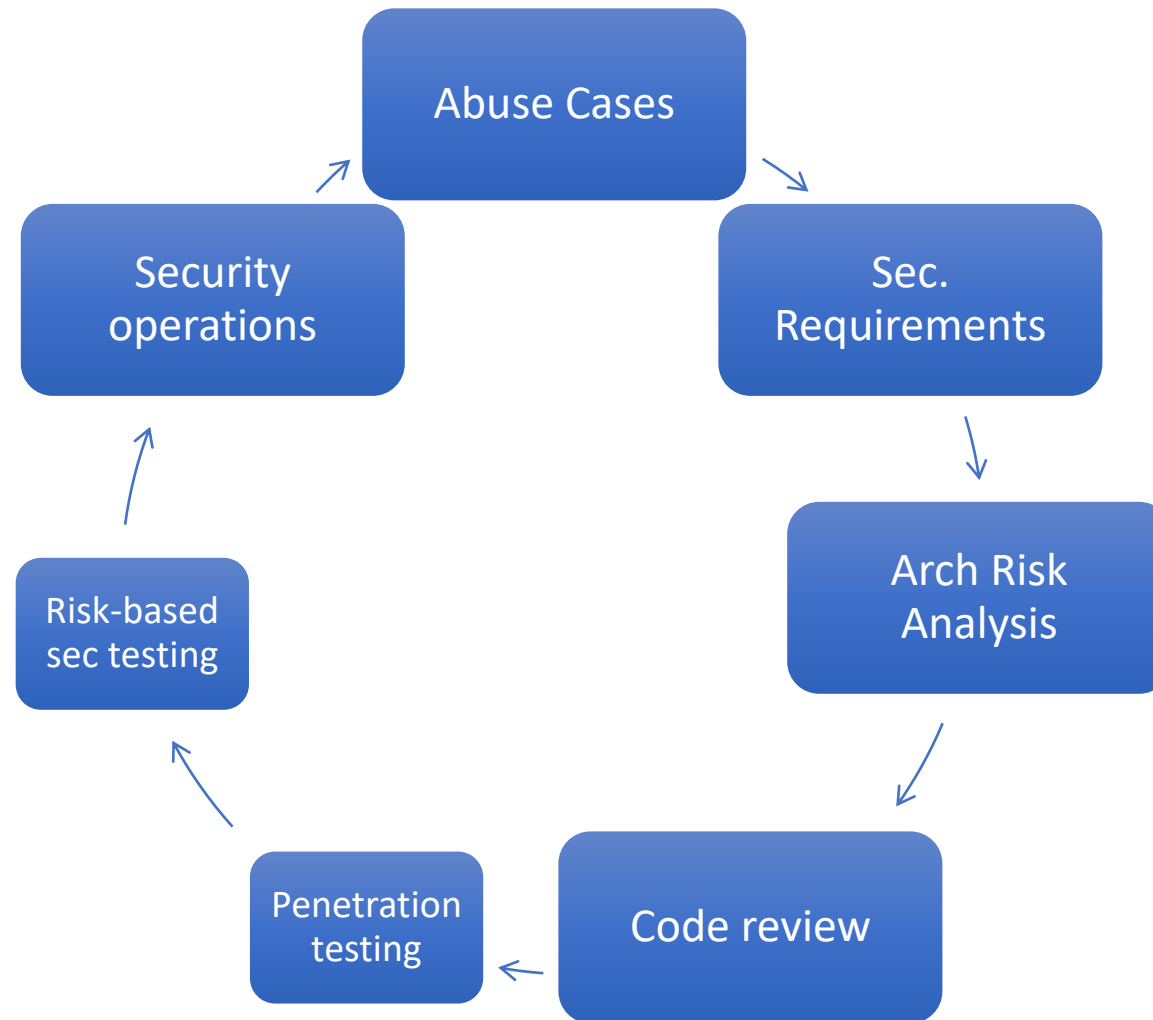 Abuse Cases
Sec.
Requirements
Arch Risk
Analysis
Code review
Penetration
testing
Risk-based
sec testing
Security
operations